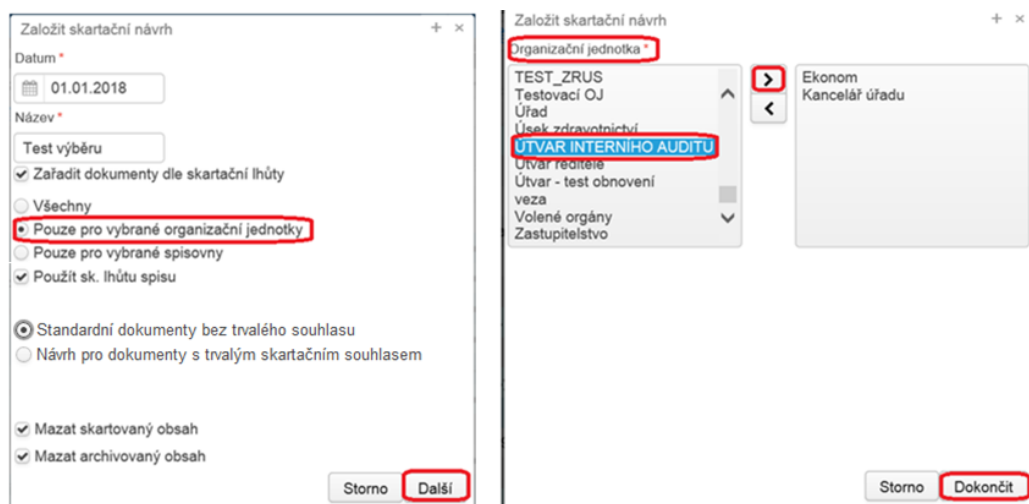 Založit skartační návrh
Datum *
01.01.2018
Název *
Test výběru
Zařadit dokumenty dle skartační lhůty
Všechny
Pouze pro vybrané organizační jednotky
Pouze pro vybrané spisovny
Použít sk. lhůtu spisu
Standardní dokumenty bez trvalého souhlasu
Návrh pro dokumenty s trvalým skartačním souhlasem
Mazat skartovaný obsah
Mazat archivovaný obsah
Storno Další
Založit skartační návrh
Organizační jednotka *
TEST_ZRUS
Testovací OJ
Úřad
Úsek zdravotnictví
ÚTVAR INTERNÍHO AUDITU
Útvar ředitele
Útvar - test obnovení
veza
Volené orgány
Zastupitelstvo
Ekonom
Kancelář úřadu
Storno Dokončit